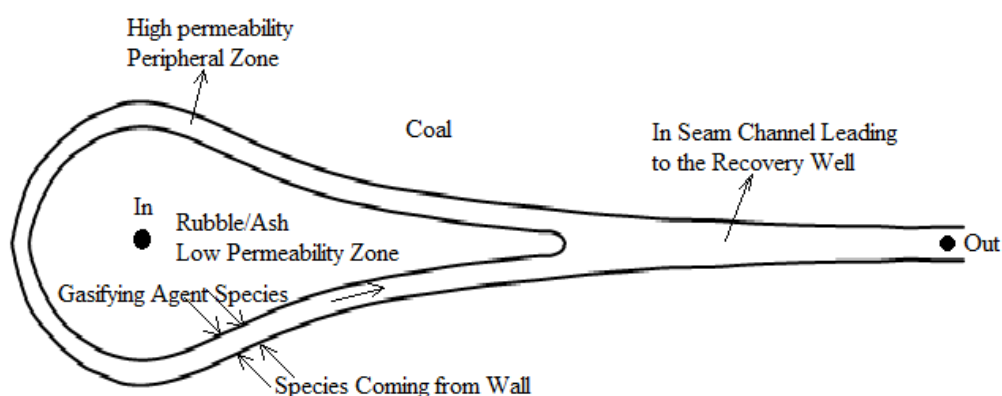 High permeability
Peripheral Zone
Coal
In Seam Channel Leading
to the Recovery Well
In
Rubble/Ash
Low Permeability Zone
Out
Gasifying Agent Species
Species Coming from Wall